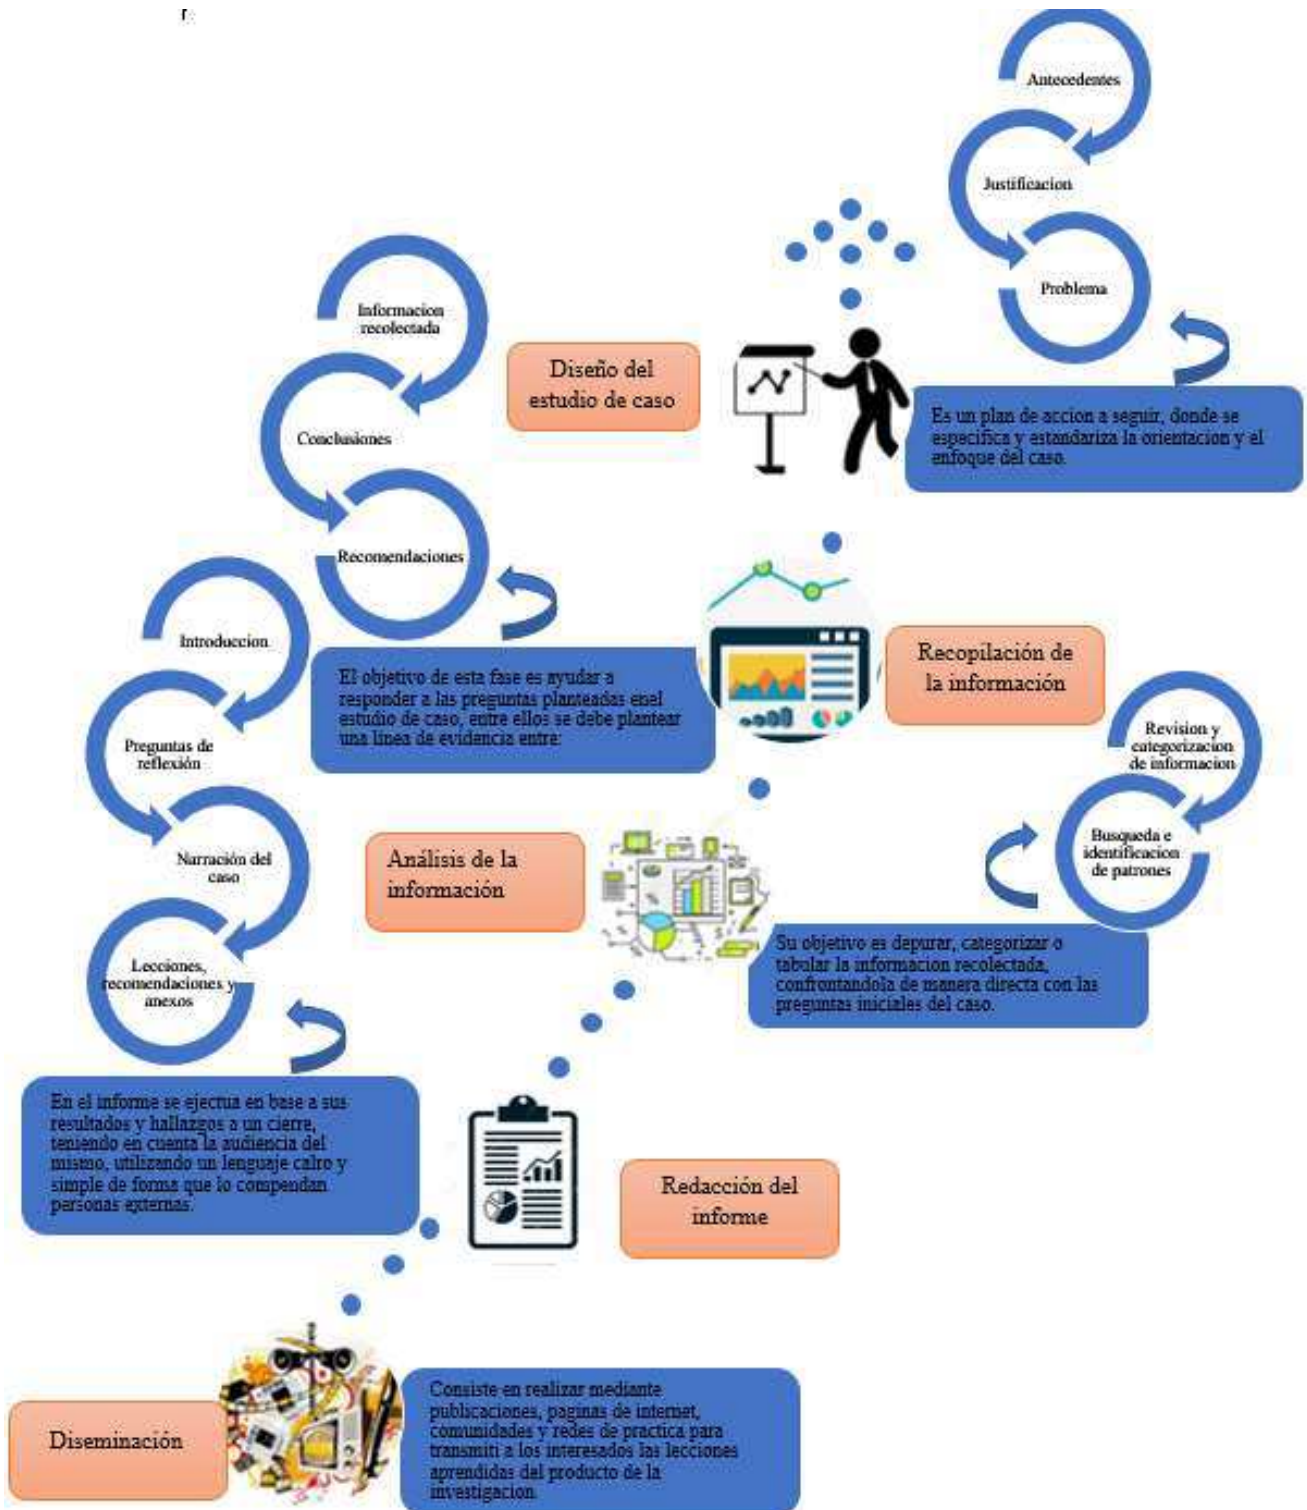 Antecedentes
Justificacion
Problema
Diseño del
estudio de caso
Es un plan de accion a seguir, donde se
especifica y estandariza la orientacion y el
enfoque del caso.
Informacion
recolectada
Conclusiones
Recomendaciones
El objetivo de esta fase es ayudar a
responder a las preguntas planteadas enel
estudio de caso, entre ellos se debe plantear
una linea de evidencia entre:
Recopilación de
la información
Revision y
categorizacion
de informacion
Busqueda e
identificacion
de patrones
Análisis de la
información
Su objetivo es depurar, categorizar o
tabular la informacion recolectada,
confrontandola de manera directa con las
preguntas iniciales del caso.
Introduccion
Preguntas de
reflexión
Narración del
caso
Lecciones,
recomendaciones y
anexos
En el informe se ejectua en base a sus
resultados y hallazgos a un cierre,
teniendo en cuenta la audiencia del
mismo, utilizando un lenguaje calro y
simple de forma que lo compendan
personas externas.
Redacción del
informe
Diseminación
Consiste en realizar mediante
publicaciones, paginas de internet,
comunidades y redes de practica para
transmiti a los interesados las lecciones
aprendidas del producto de la
investigacion.